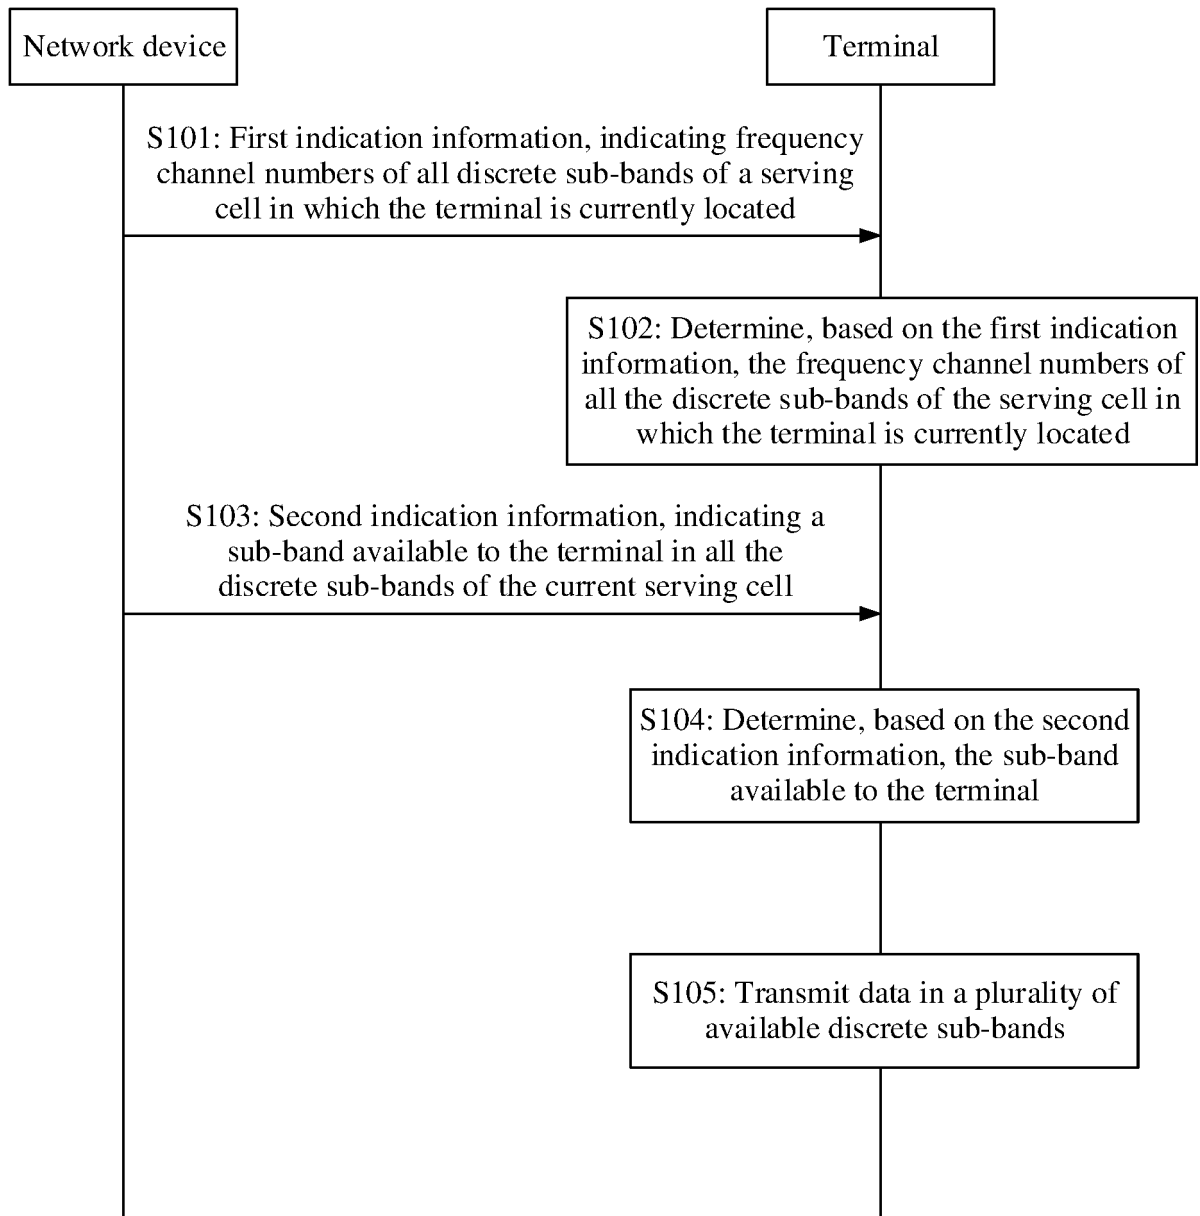 Network device
Terminal
S101: First indication information, indicating frequency
channel numbers of all discrete sub-bands of a serving
cell in which the terminal is currently located
S102: Determine, based on the first indication
information, the frequency channel numbers of
all the discrete sub-bands of the serving cell in
which the terminal is currently located
S103: Second indication information, indicating a
sub-band available to the terminal in all the
discrete sub-bands of the current serving cell
S104: Determine, based on the second
indication information, the sub-band
available to the terminal
S105: Transmit data in a plurality of
available discrete sub-bands